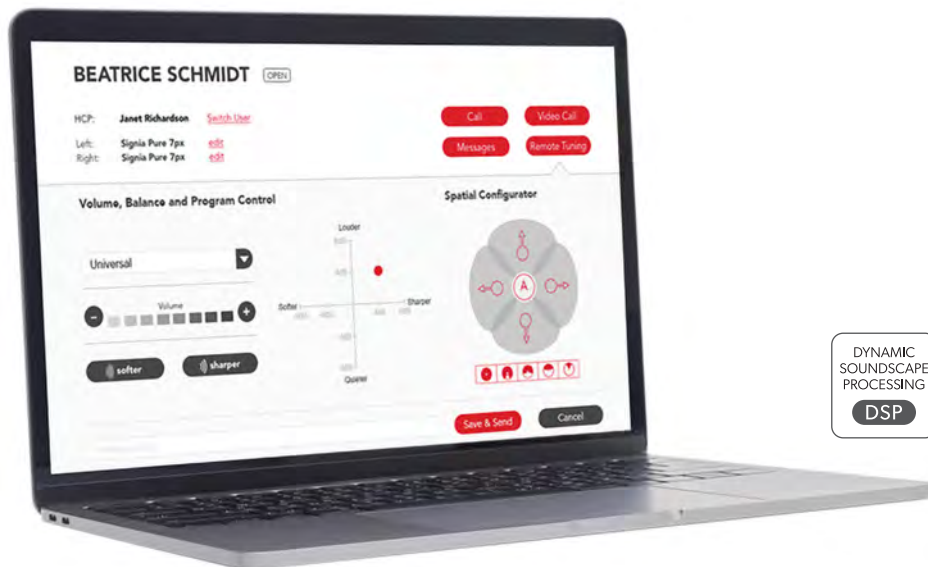 BEATRICE SCHMIDT OPEN
HCP: Janet Richardson Switch User
Left: Signia Pure 7px edit
Right: Signia Pure 7px edit
Call Video Call
Messages Remote Tuning
Volume, Balance and Program Control
Spatial Configurator
Universal
- Volume +
softer sharper
Louder
Softer Sharper
Quieter
A
Save & Send Cancel
DYNAMIC
SOUNDSCAPE
PROCESSING
DSP